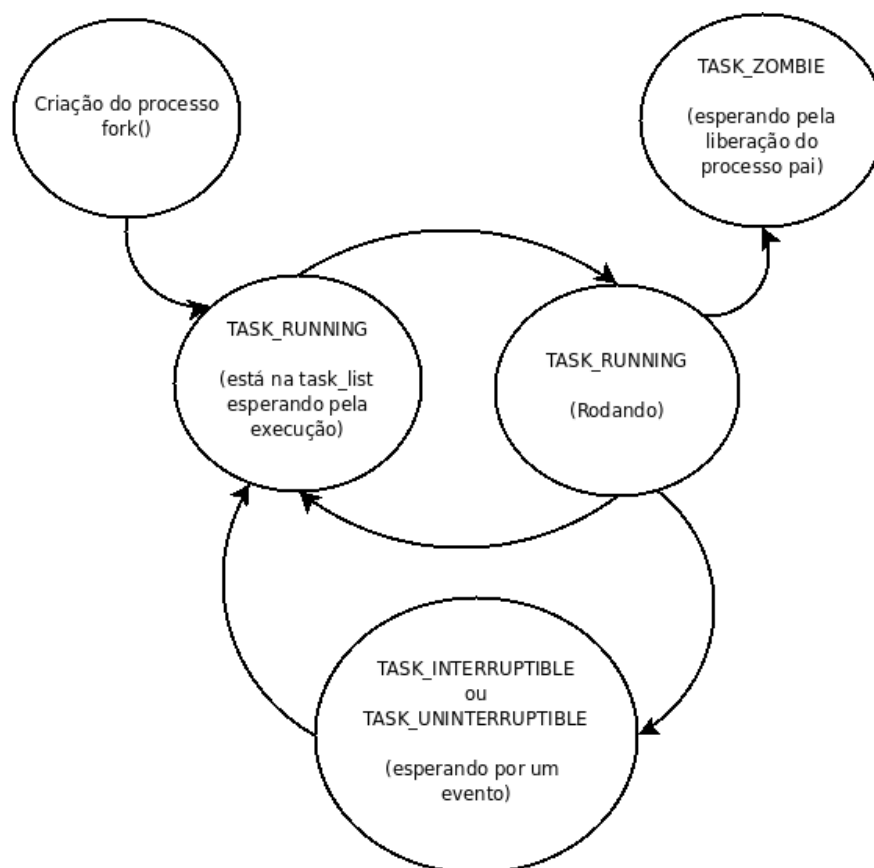 Criação do processo
fork()
TASK_ZOMBIE
(esperando pela
liberação do
processo pai)
TASK_RUNNING
(está na task_list
esperando pela
execução)
TASK_RUNNING
(Rodando)
TASK_INTERRUPTIBLE
ou
TASK_UNINTERRUPTIBLE
(esperando por um
evento)